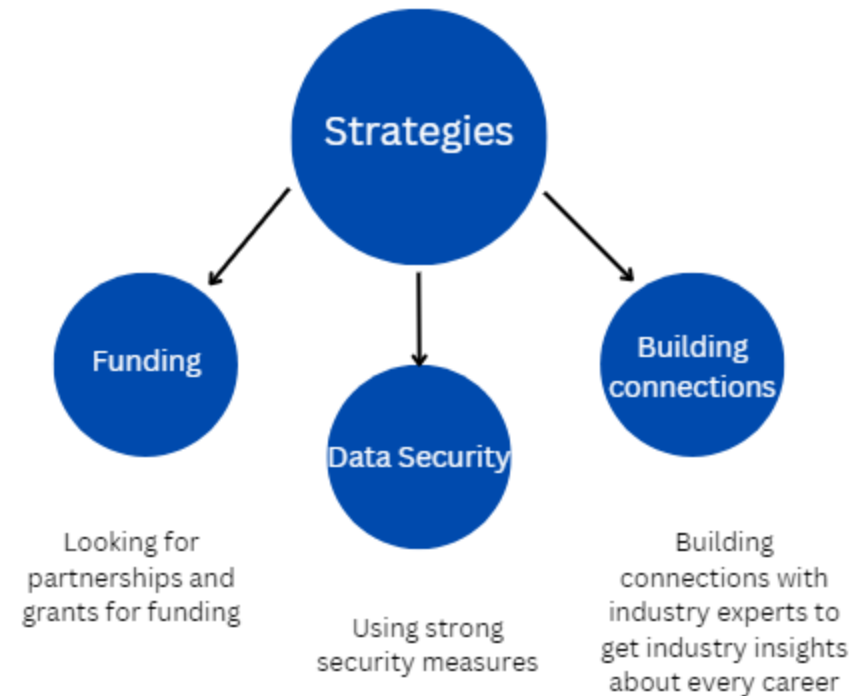 Strategies
Funding
Building
connections
Data Security
Looking for
partnerships and
grants for funding
Using strong
security measures
Building
connections with
industry experts to
get industry insights
about every career